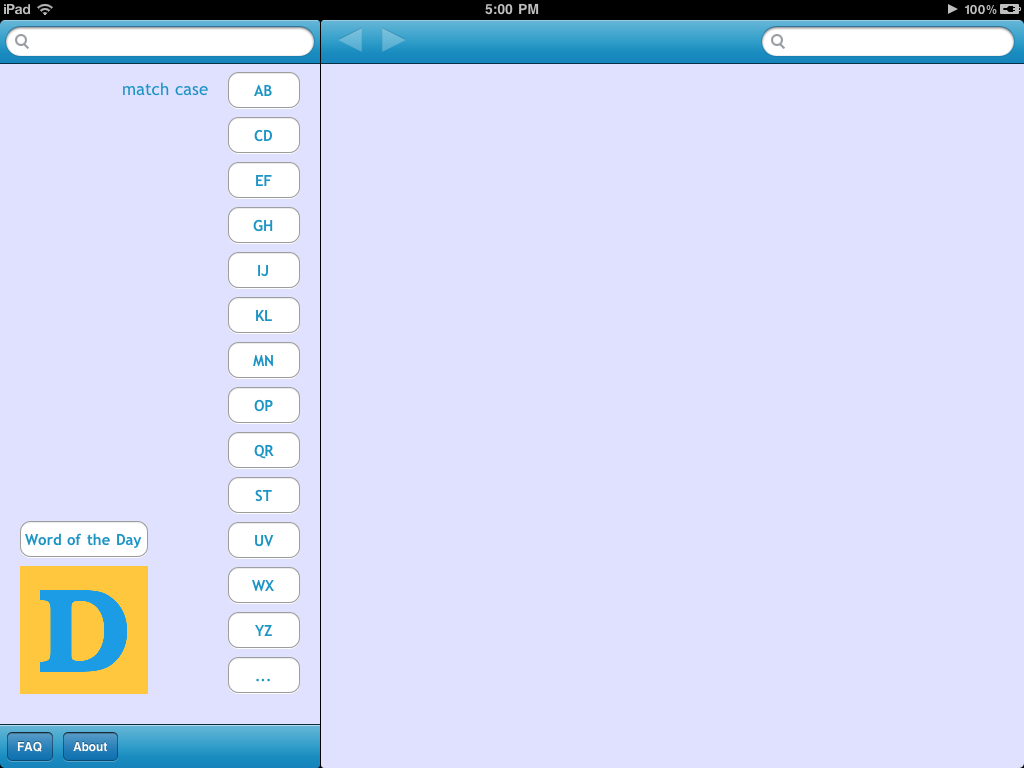 iPad 5:00 PM 100%
match case AB
CD
EF
GH
IJ
KL
MN
OP
QR
ST
UV
WX
YZ
...
Word of the Day
D
FAQ About